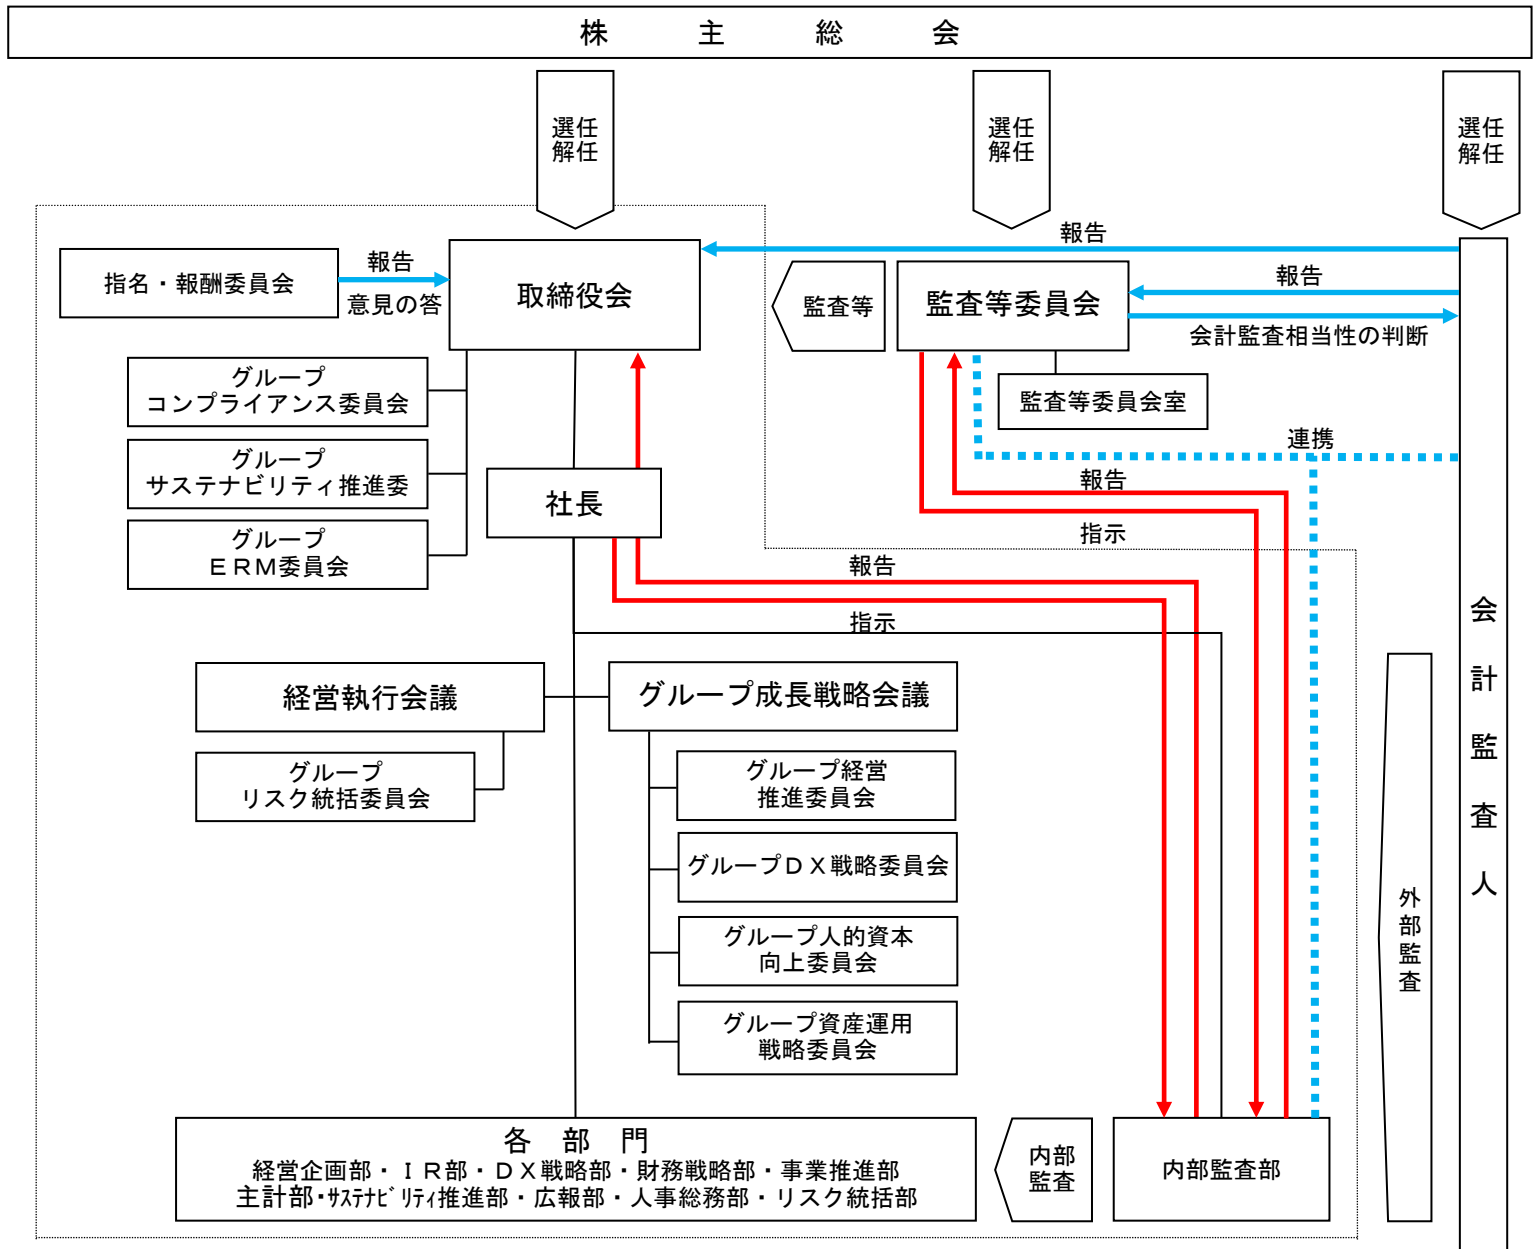 株主総会
選任
解任
選任
解任
選任
解任
報告
指名・報酬委員会
報告
意見の答
取締役会
監査等
監査等委員会
報告
会計監査相当性の判断
グループ
コンプライアンス委員会
監査等委員会室
連携
グループ
サステナビリティ推進委
社長
報告
指示
グループ
ＥＲＭ委員会
報告
指示
会計監査人
経営執行会議
グループ成長戦略会議
グループ
リスク統括委員会
グループ経営
推進委員会
グループＤＸ戦略委員会
外部監査
グループ人的資本
向上委員会
グループ資産運用
戦略委員会
各部門
経営企画部・ＩＲ部・ＤＸ戦略部・財務戦略部・事業推進部
主計部・ｻｽﾃﾅﾋﾞﾘﾃｨ推進部・広報部・人事総務部・リスク統括部
内部
監査
内部監査部